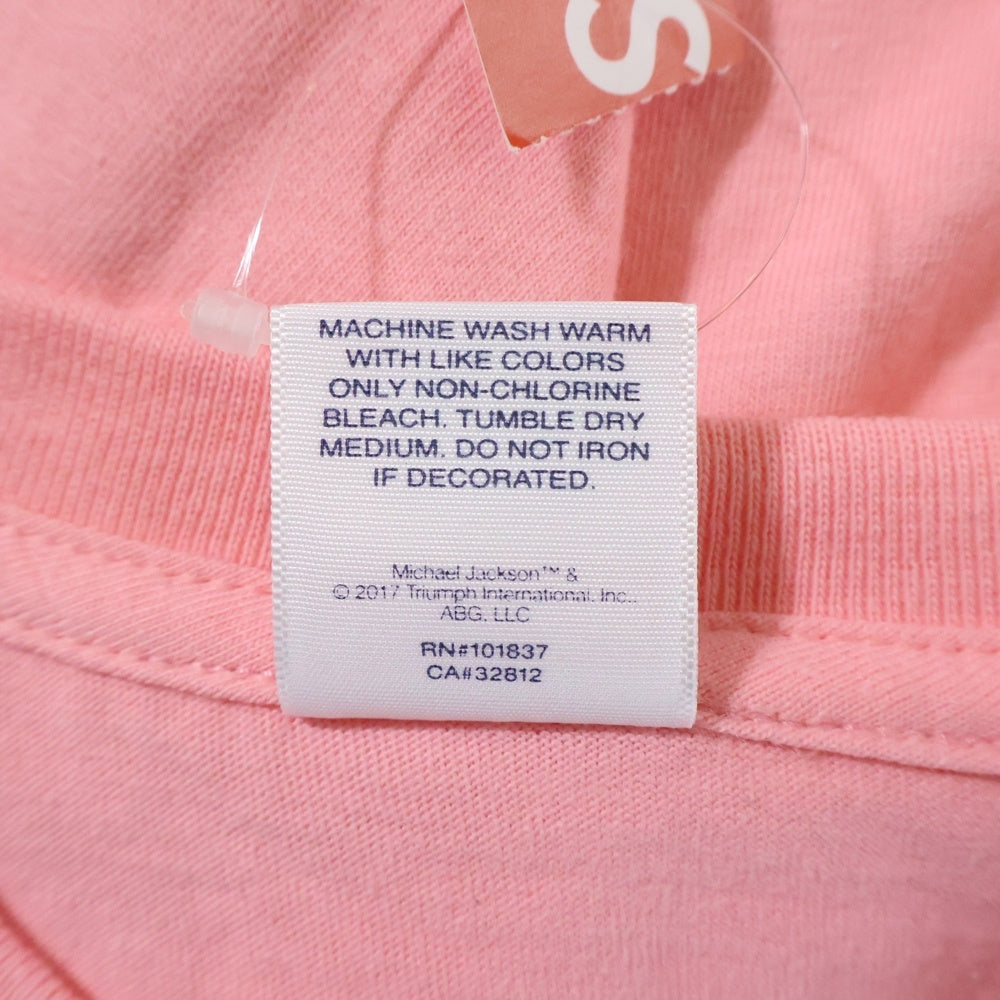 S
MACHINE WASH WARM
WITH LIKE COLORS
ONLY NON-CHLORINE
BLEACH. TUMBLE DRY
MEDIUM. DO NOT IRON
IF DECORATED.
Michael Jackson™ &
© 2017 Triumph International, Inc.,
ABG, LLC
RN#101837
CA#32812